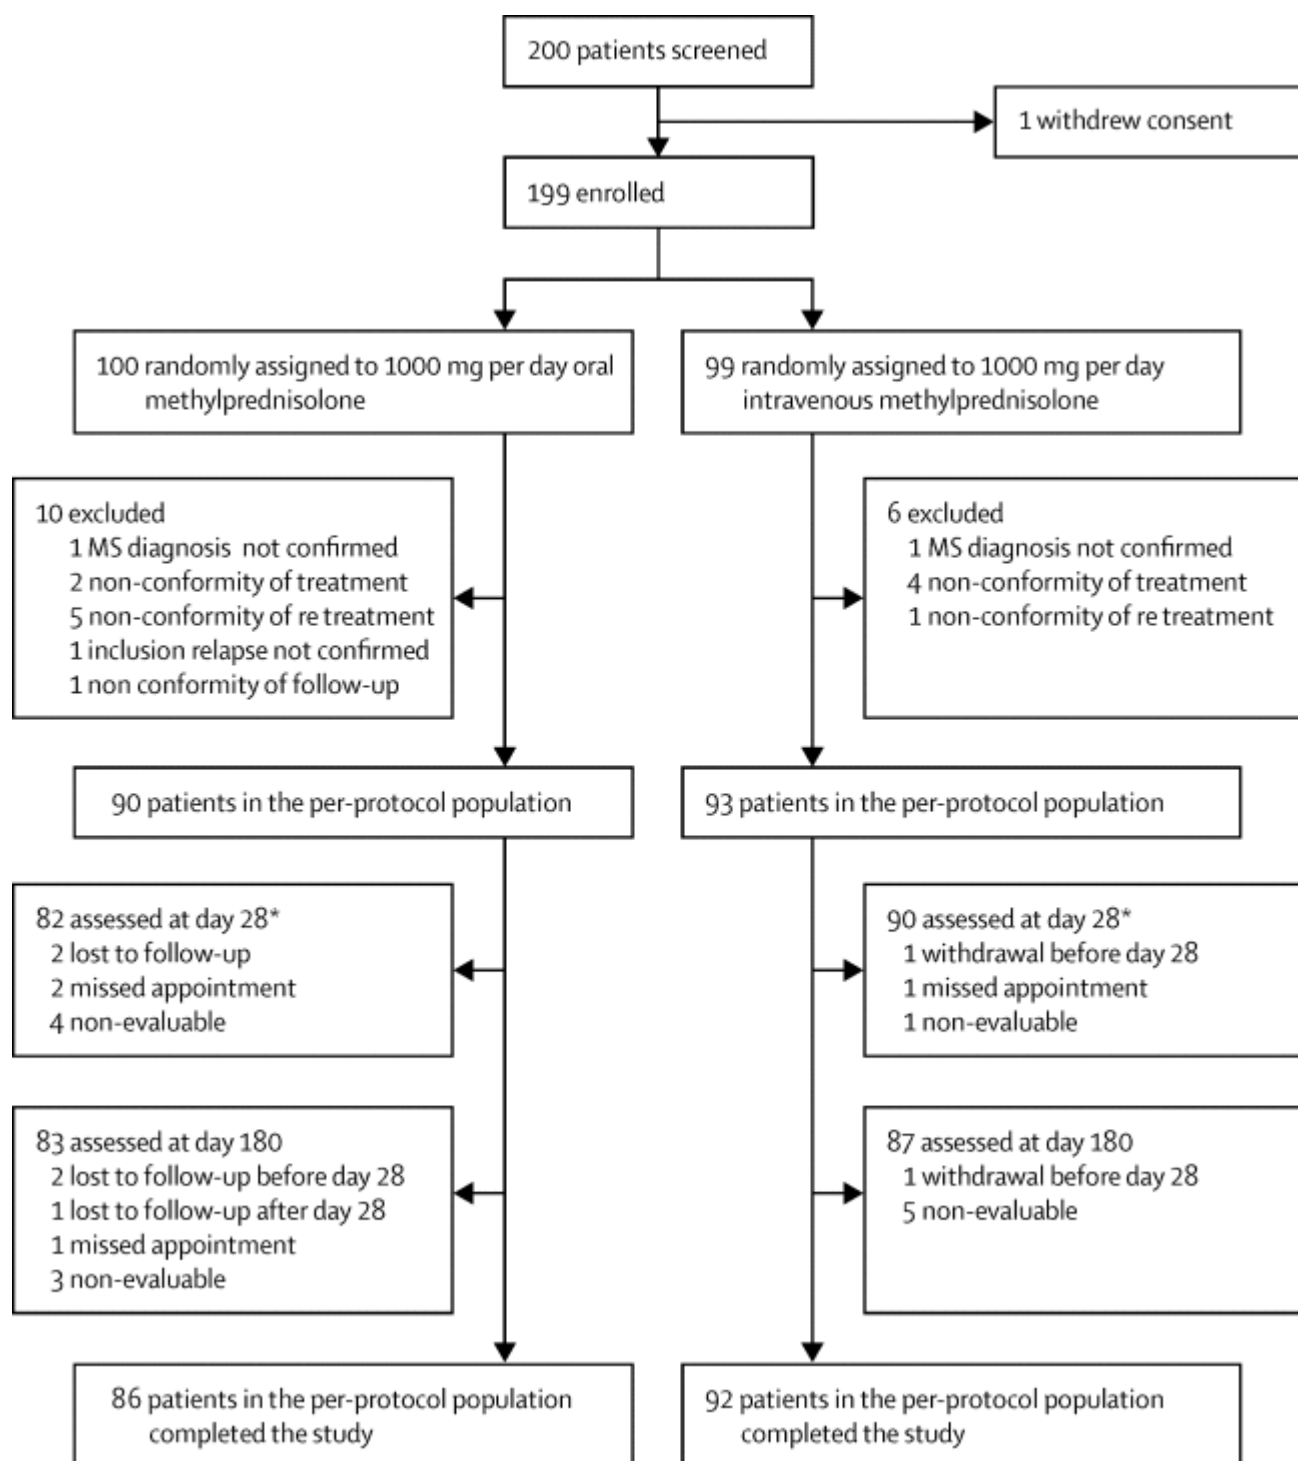 200 patients screened
1 withdrew consent
199 enrolled
100 randomly assigned to 1000 mg per day oral
methylprednisolone
99 randomly assigned to 1000 mg per day
intravenous methylprednisolone
10 excluded
1 MS diagnosis not confirmed
2 non-conformity of treatment
5 non-conformity of re treatment
1 inclusion relapse not confirmed
1 non conformity of follow-up
6 excluded
1 MS diagnosis not confirmed
4 non-conformity of treatment
1 non-conformity of re treatment
90 patients in the per-protocol population
93 patients in the per-protocol population
82 assessed at day 28*
2 lost to follow-up
2 missed appointment
4 non-evaluable
90 assessed at day 28*
1 withdrawal before day 28
1 missed appointment
1 non-evaluable
83 assessed at day 180
2 lost to follow-up before day 28
1 lost to follow-up after day 28
1 missed appointment
3 non-evaluable
87 assessed at day 180
1 withdrawal before day 28
5 non-evaluable
86 patients in the per-protocol population
completed the study
92 patients in the per-protocol population
completed the study